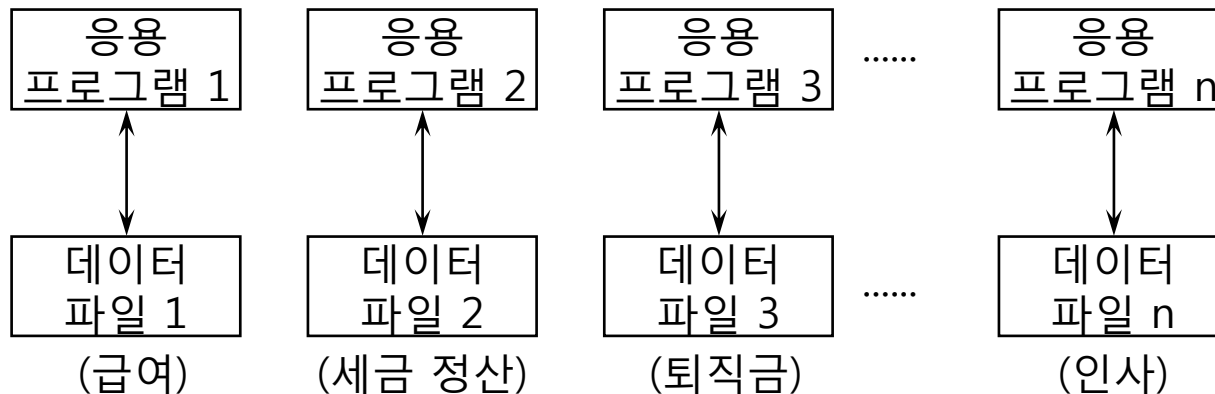 응용
프로그램 1
응용
프로그램 2
응용
프로그램 3
......
응용
프로그램 n
데이터
파일 1
데이터
파일 2
데이터
파일 3
......
데이터
파일 n
(급여)
(세금 정산)
(퇴직금)
(인사)